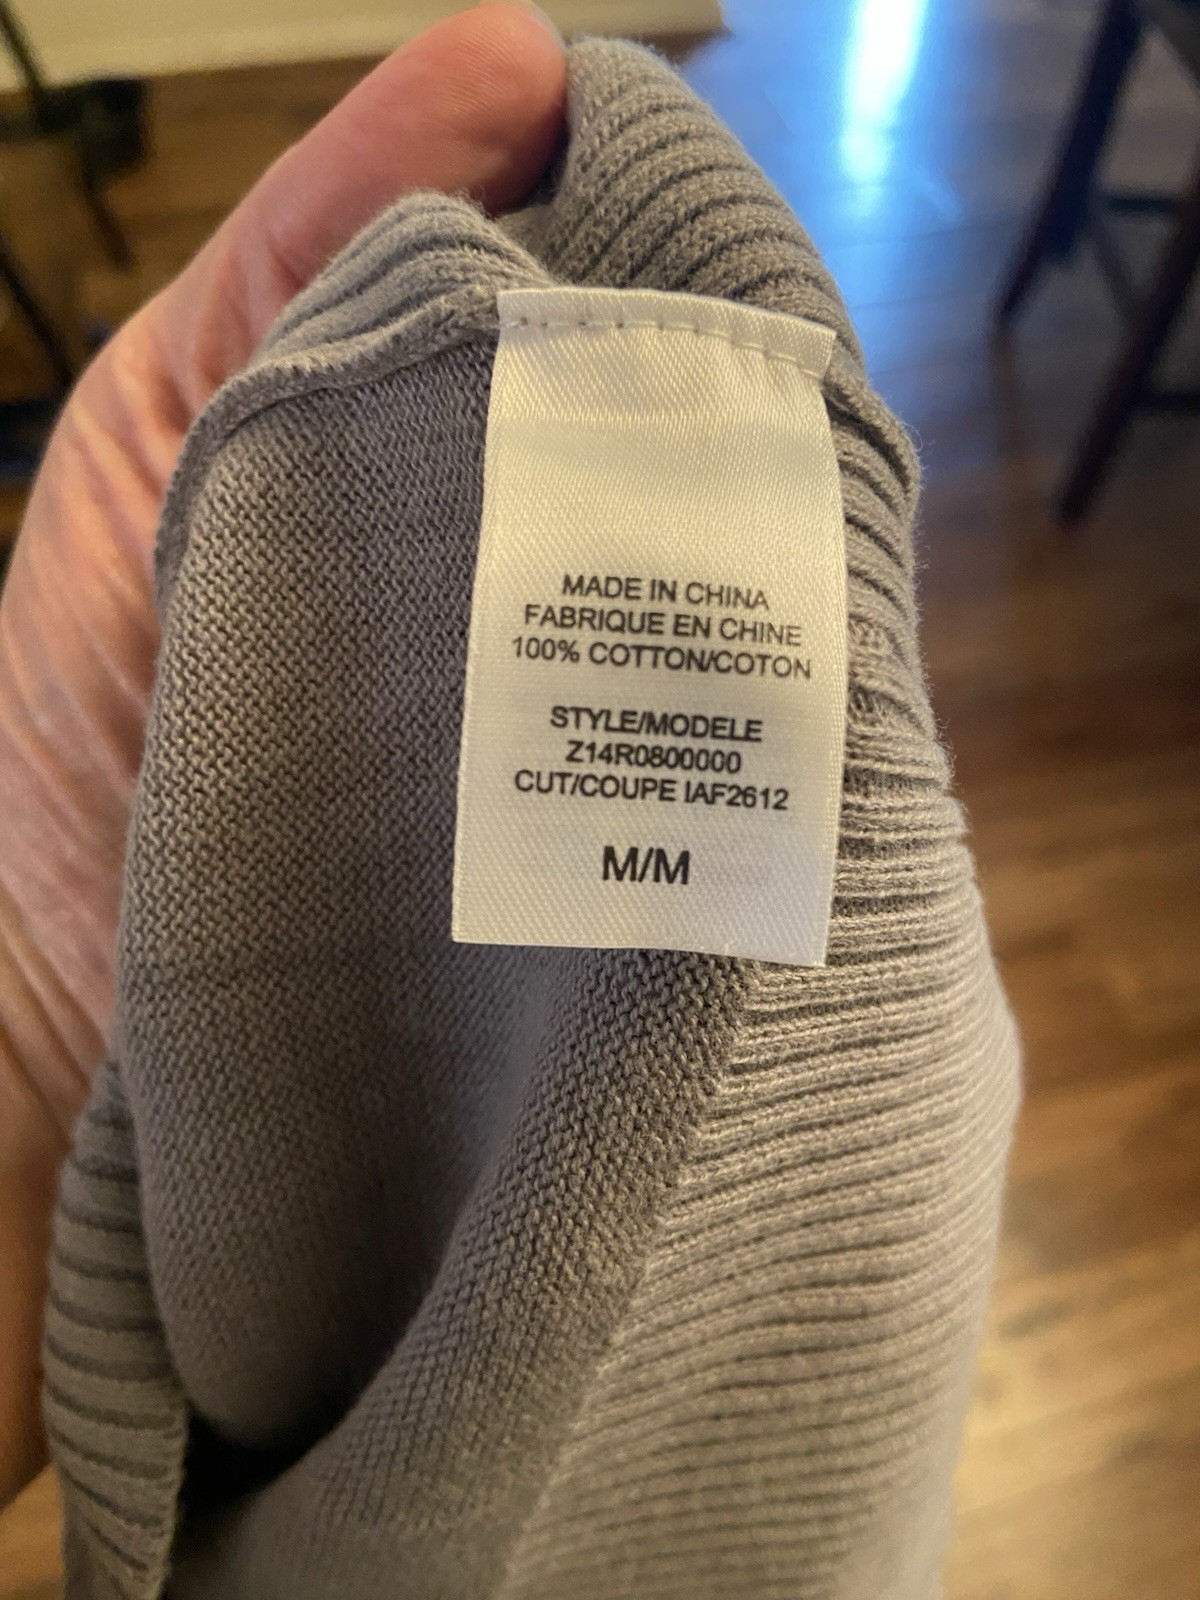 MADE IN CHINA
FABRIQUE EN CHINE
100% COTTON/COTON
STYLE/MODELE
Z14R0800000
CUT/COUPE IAF2612
M/M